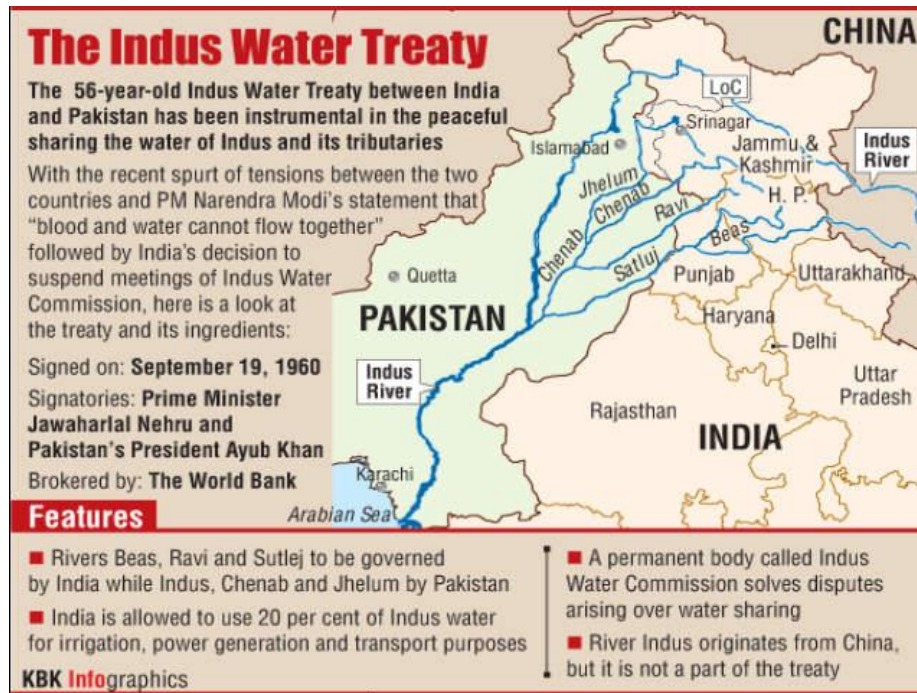 The Indus Water Treaty
The 56-year-old Indus Water Treaty between India
and Pakistan has been instrumental in the peaceful
sharing the water of Indus and its tributaries
With the recent spurt of tensions between the two
countries and PM Narendra Modi's statement that
"blood and water cannot flow together"
followed by India's decision to
suspend meetings of Indus Water
Commission, here is a look at
the treaty and its ingredients:
Signed on: September 19, 1960
Signatories: Prime Minister
Jawaharlal Nehru and
Pakistan's President Ayub Khan
Brokered by: The World Bank
CHINA
LoC
Srinagar
Islamabad
Jammu &
Kashmir
Indus
River
Jhelum
Chenab
Chenab
Ravi
H. P.
Beas
Satluj
Quetta
Punjab
Uttarakhand
PAKISTAN
Haryana
Delhi
Indus
River
Uttar
Pradesh
Rajasthan
INDIA
Karachi
Arabian Sea
Features
Rivers Beas, Ravi and Sutlej to be governed
by India while Indus, Chenab and Jhelum by Pakistan
India is allowed to use 20 per cent of Indus water
for irrigation, power generation and transport purposes
A permanent body called Indus
Water Commission solves disputes
arising over water sharing
River Indus originates from China,
but it is not a part of the treaty
KBK Infographics